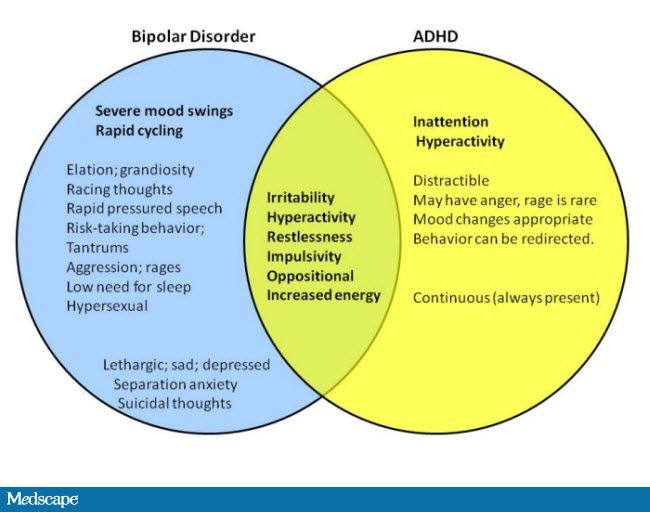 Bipolar Disorder
ADHD
Severe mood swings
Rapid cycling
Elation; grandiosity
Racing thoughts
Rapid pressured speech
Risk-taking behavior;
Tantrums
Aggression; rages
Low need for sleep
Hypersexual
Lethargic; sad; depressed
Separation anxiety
Suicidal thoughts
Irritability
Hyperactivity
Restlessness
Impulsivity
Oppositional
Increased energy
Inattention
Hyperactivity
Distractible
May have anger, rage is rare
Mood changes appropriate
Behavior can be redirected.
Continuous (always present)
Medscape